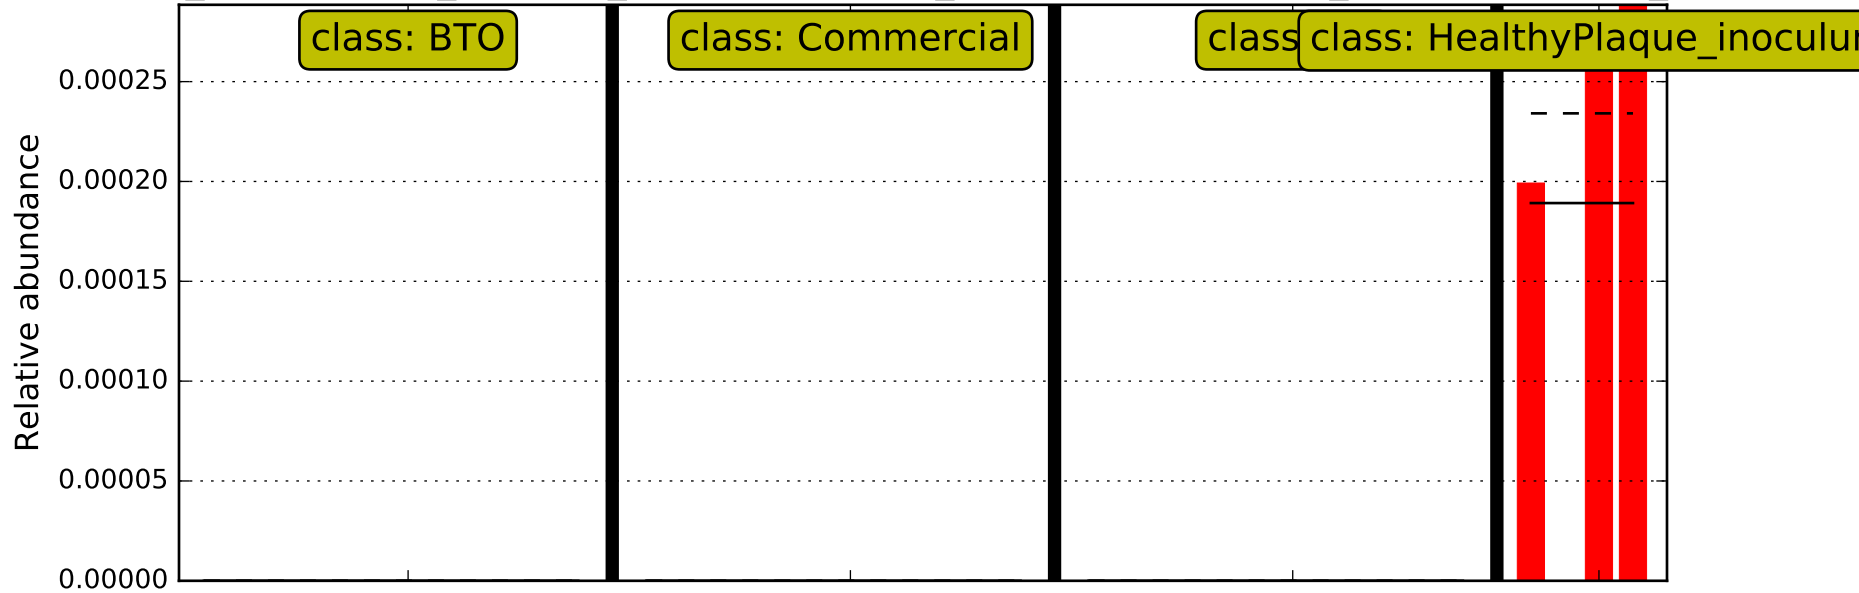 class: BTO
class: Commercial
class
class: HealthyPlaque_inoculu
0.00025
0.00020
0.00015
0.00010
0.00005
0.00000
Relative abundance